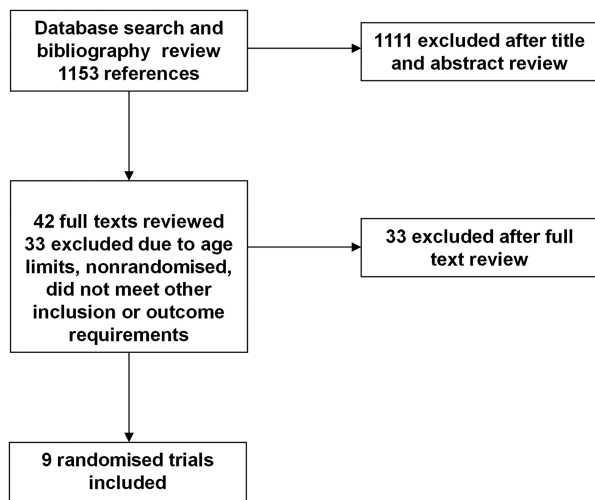 Database search and
bibliography review
1153 references
1111 excluded after title
and abstract review
42 full texts reviewed
33 excluded due to age
limits, nonrandomised,
did not meet other
inclusion or outcome
requirements
33 excluded after full
text review
9 randomised trials
included